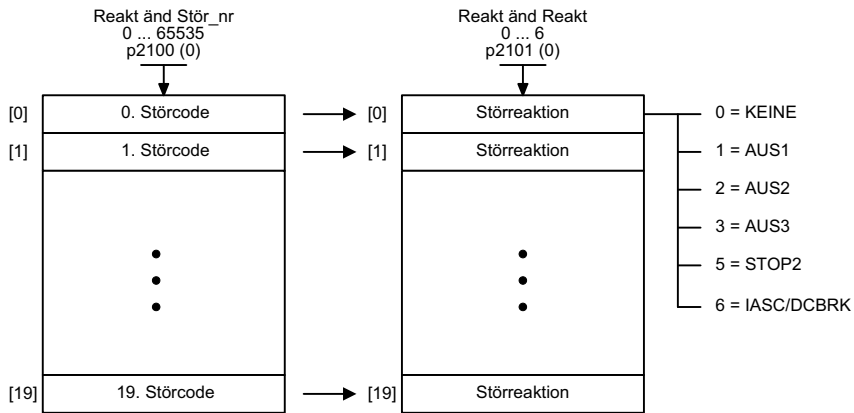 Reakt änd Stör_nr
0 ... 65535
p2100 (0)
Reakt änd Reakt
0 ... 6
p2101 (0)
[0] 0. Störcode [0] Störreaktion 0 = KEINE
[1] 1. Störcode [1] Störreaktion 1 = AUS1
2 = AUS2
3 = AUS3
5 = STOP2
6 = IASC/DCBRK
[19] 19. Störcode [19] Störreaktion